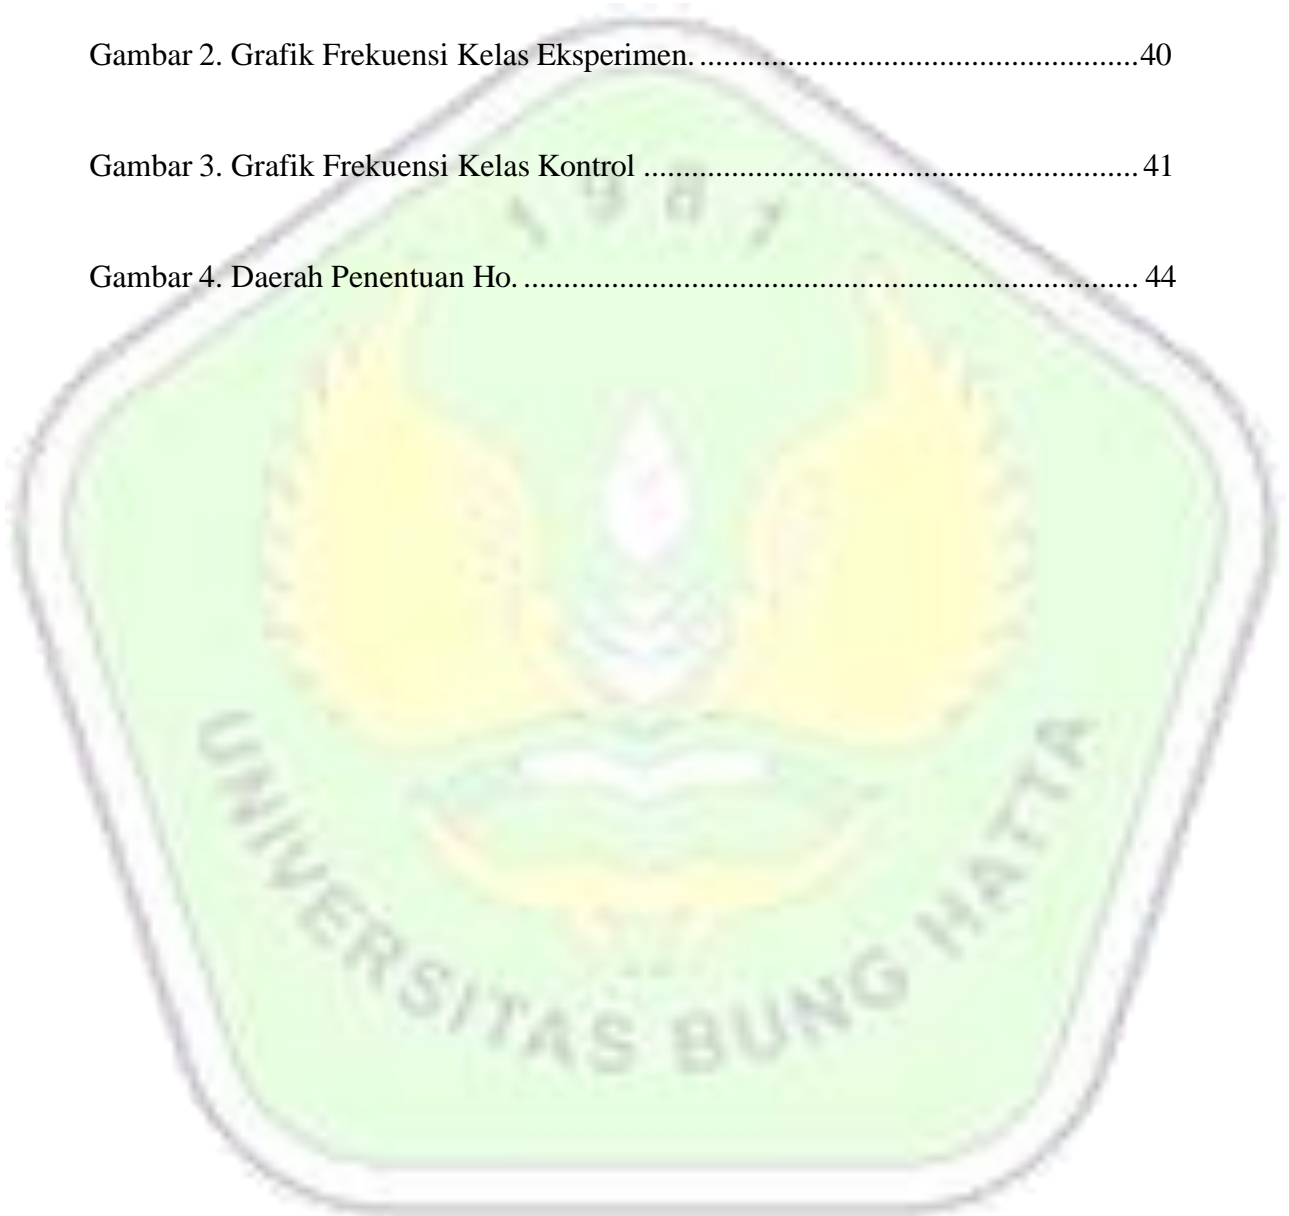 Gambar 2. Grafik Frekuensi Kelas Eksperimen. ........................................................40
Gambar 3. Grafik Frekuensi Kelas Kontrol ............................................................... 41
Gambar 4. Daerah Penentuan Ho. .............................................................................. 44
1981
UNIVERSITAS BUNG HATTA